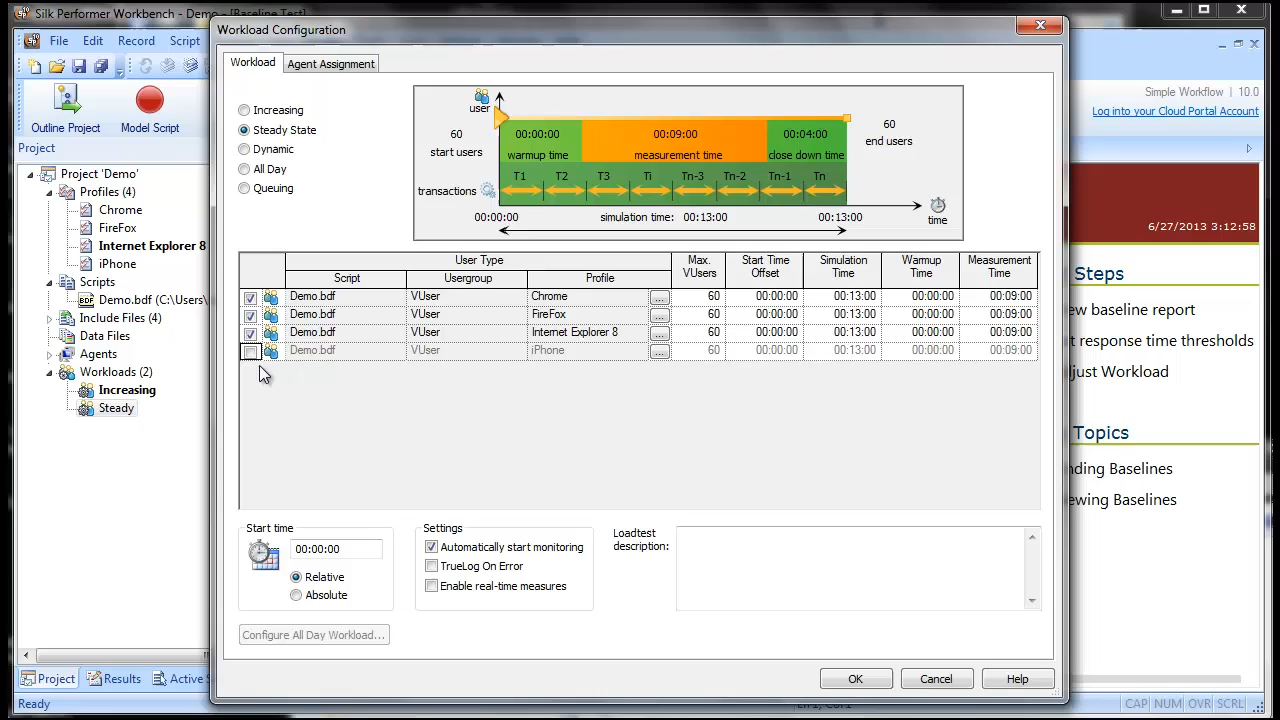 Silk Performer Workbench - Demo - [Baseline Test]
File Edit Record Script
Outline Project Model Script
Simple Workflow | 10.0
Log into your Cloud Portal Account
Project
Project 'Demo'
Profiles (4)
Chrome
FireFox
Internet Explorer 8
iPhone
Scripts
Demo.bdf (C:\Users\
Include Files (4)
Data Files
Agents
Workloads (2)
Increasing
Steady
Project Results Active S
Ready
Workload Configuration
Workload Agent Assignment
Increasing
Steady State
Dynamic
All Day
Queuing
user
60
start users
00:00:00
warmup time
00:09:00
measurement time
00:04:00
close down time
60
end users
transactions
T1 T2 T3 Ti Tn-3 Tn-2 Tn-1 Tn
00:00:00 simulation time: 00:13:00 00:13:00
time
User Type Max. VUsers Start Time Offset Simulation Time Warmup Time Measurement Time
Script Usergroup Profile
Demo.bdf VUser Chrome ... 60 00:00:00 00:13:00 00:00:00 00:09:00
Demo.bdf VUser FireFox ... 60 00:00:00 00:13:00 00:00:00 00:09:00
Demo.bdf VUser Internet Explorer 8 ... 60 00:00:00 00:13:00 00:00:00 00:09:00
Demo.bdf VUser iPhone ... 60 00:00:00 00:13:00 00:00:00 00:09:00
Start time
00:00:00
Relative
Absolute
Settings
Automatically start monitoring
TrueLog On Error
Enable real-time measures
Loadtest
description:
Configure All Day Workload...
OK Cancel Help
6/27/2013 3:12:58
Steps
new baseline report
t response time thresholds
djust Workload
Topics
nding Baselines
ewing Baselines
CAP NUM OVR SCRL